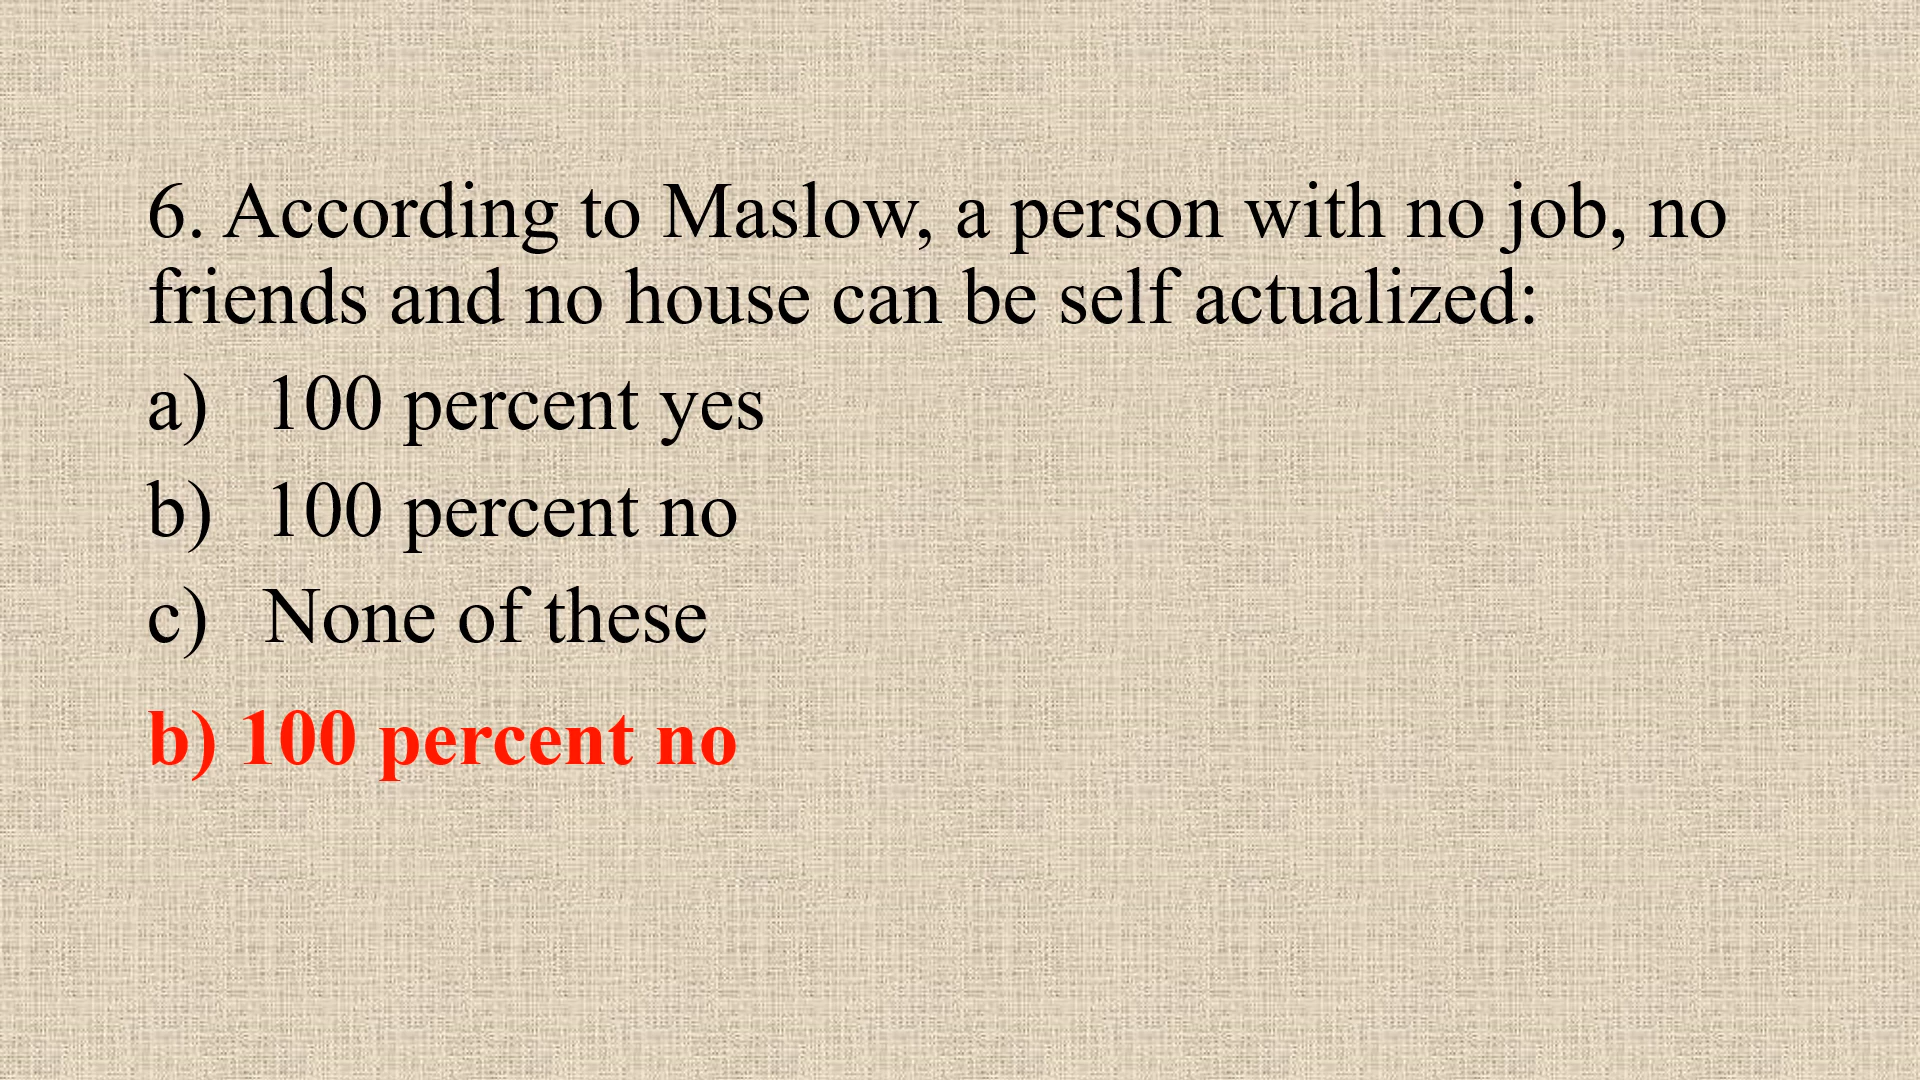 6. According to Maslow, a person with no job, no
friends and no house can be self actualized:
a) 100 percent yes
b) 100 percent no
c) None of these
b) 100 percent no